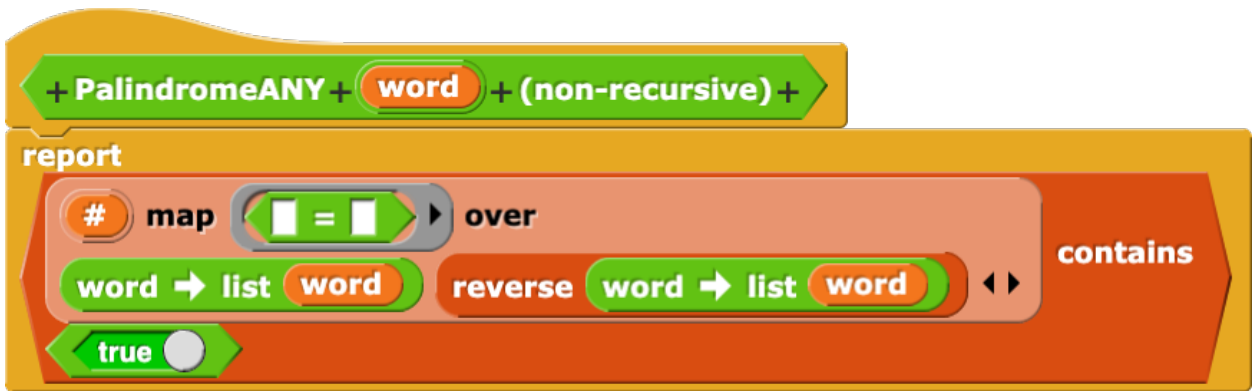 + PalindromeANY + word + (non-recursive) +
report
# map = over
word ➔ list word reverse word ➔ list word
contains
true